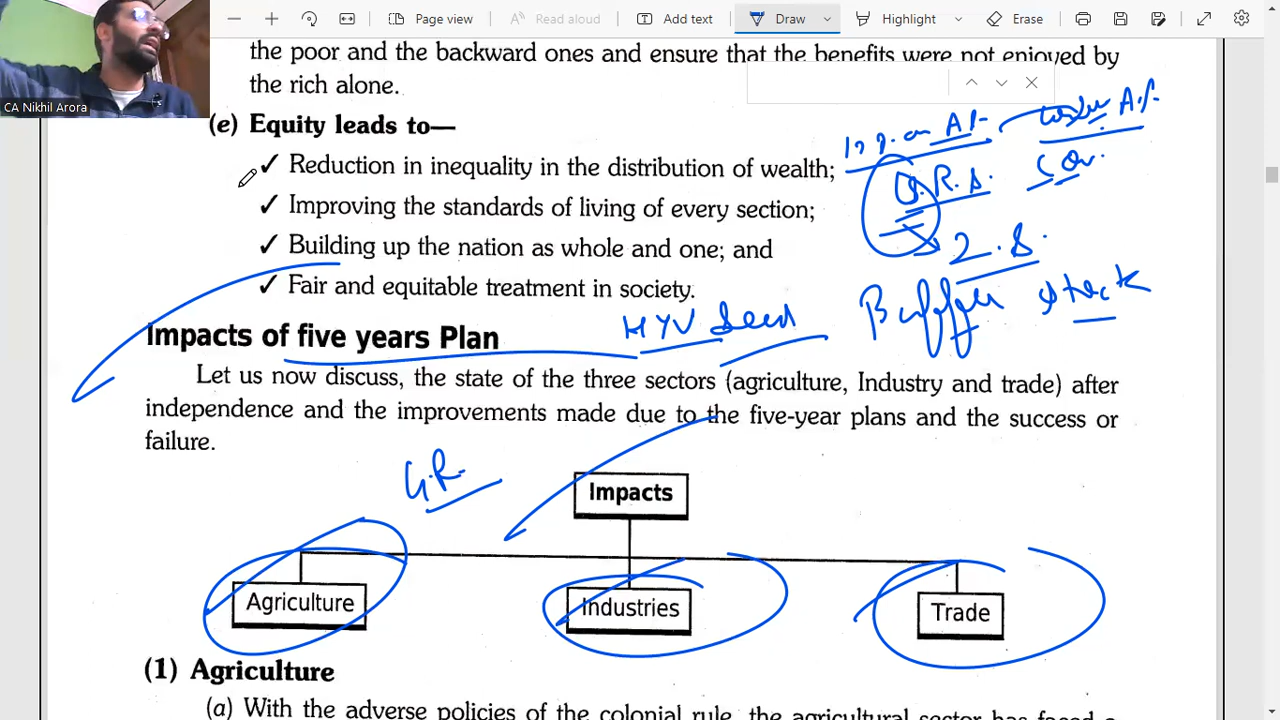 Page view
Read aloud
Add text
Draw
Highlight
Erase
CA Nikhil Arora
the poor and the backward ones and ensure that the benefits were not enjoyed by
the rich alone.
(e) Equity leads to—
✓ Reduction in inequality in the distribution of wealth;
✓ Improving the standards of living of every section;
✓ Building up the nation as whole and one; and
✓ Fair and equitable treatment in society.
Buffer stock
HYV Seed
Impacts of five years Plan
Let us now discuss, the state of the three sectors (agriculture, Industry and trade) after
independence and the improvements made due to the five-year plans and the success or
failure.
G.R.
Impacts
Agriculture
Industries
Trade
(1) Agriculture
(a) With the adverse policies of the colonial rule, the agricultural sector has faced a